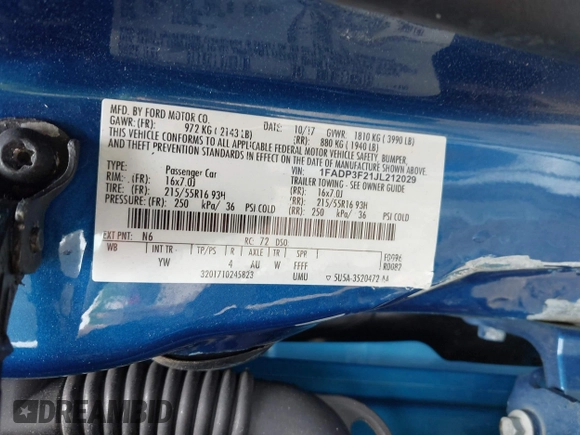 MFD. BY FORD MOTOR CO.
DATE: 10/17 GVWR: 1810 KG ( 3990 LB)
GAWR: (FR): 972 KG ( 2143 LB) (RR): 880 KG ( 1940 LB)
THIS VEHICLE CONFORMS TO ALL APPLICABLE FEDERAL MOTOR VEHICLE SAFETY, BUMPER,
AND THEFT PREVENTION STANDARDS IN EFFECT ON THE DATE OF MANUFACTURE SHOWN ABOVE.
VIN: 1FADP3F21JL212029
TYPE: Passenger Car TRAILER TOWING - SEE OWNER GUIDE
RIM: (FR): 16x7.0J (RR): 16x7.0J
TIRE: (FR): 215/55R16 93H (RR): 215/55R16 93H
PRESSURE: (FR): 250 kPa/ 36 PSI COLD (RR): 250 kPa/ 36 PSI COLD
EXT PNT: N6 RC: 72 DSO:
WB INT TR TP/PS R AXLE TR SPR E0996
YW 4 AU W FFFF R0082
3201710245823 UMU ▽ 5U5A-3520472-AA
DREAMBID